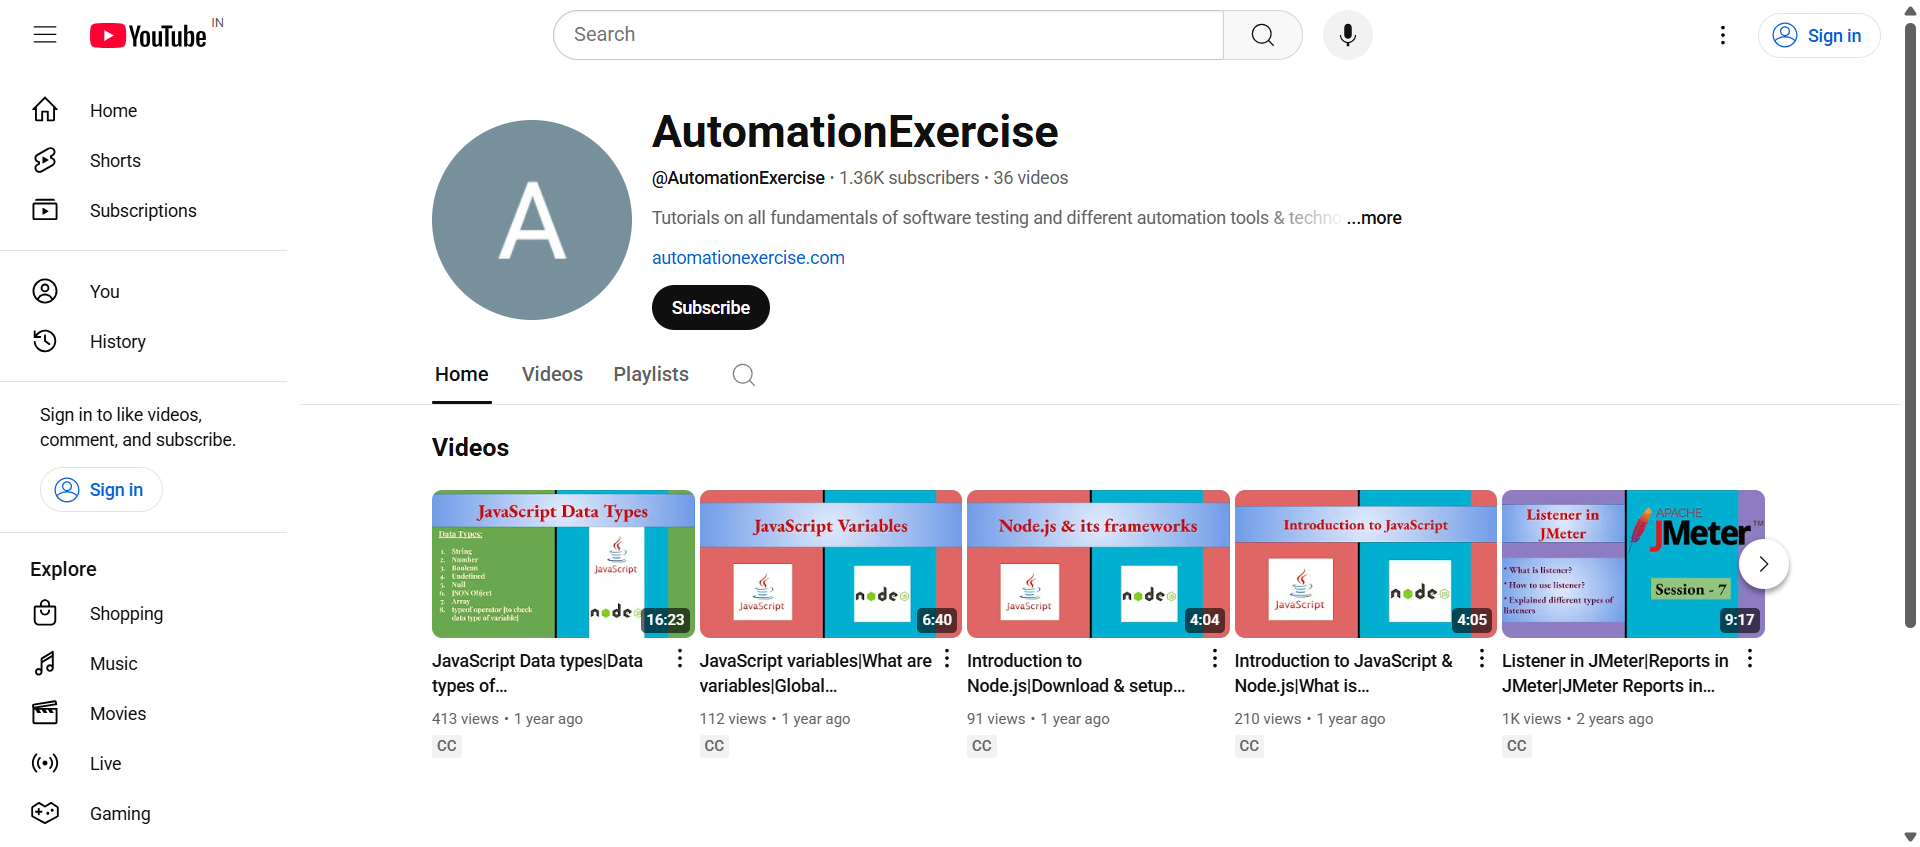 YouTube IN
Search
Sign in
Home
Shorts
Subscriptions
You
History
Sign in to like videos,
comment, and subscribe.
Sign in
Explore
Shopping
Music
Movies
Live
Gaming
A
AutomationExercise
@AutomationExercise • 1.36K subscribers • 36 videos
Tutorials on all fundamentals of software testing and different automation tools & techno ...more
automationexercise.com
Subscribe
Home Videos Playlists
Videos
JavaScript Data Types
Data Types:
1. String
2. Number
3. Boolean
4. Undefined
5. Null
6. JSON Object
7. Array
8. typeof operator [to check
data type of variable]
JavaScript
node JS
16:23
JavaScript Data types|Data
types of...
413 views • 1 year ago
CC
JavaScript Variables
JavaScript
node JS
6:40
JavaScript variables|What are
variables|Global...
112 views • 1 year ago
CC
Node.js & its frameworks
JavaScript
node JS
4:04
Introduction to
Node.js|Download & setup...
91 views • 1 year ago
CC
Introduction to JavaScript
JavaScript
node JS
4:05
Introduction to JavaScript &
Node.js|What is...
210 views • 1 year ago
CC
Listener in
JMeter
* What is listener?
* How to use listener?
* Explained different types of
listeners
APACHE
JMeter™
Session - 7
9:17
Listener in JMeter|Reports in
JMeter|JMeter Reports in...
1K views • 2 years ago
CC